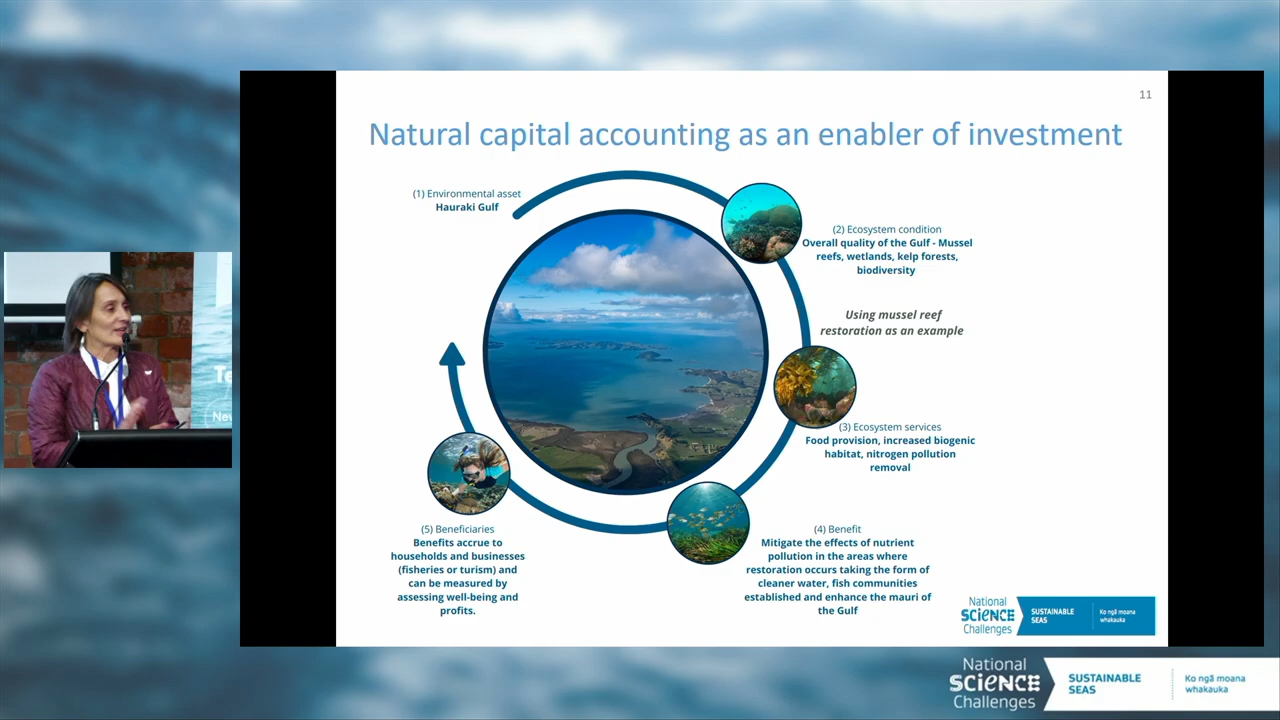 11
Natural capital accounting as an enabler of investment
(1) Environmental asset
Hauraki Gulf
(2) Ecosystem condition
Overall quality of the Gulf - Mussel
reefs, wetlands, kelp forests,
biodiversity
Using mussel reef
restoration as an example
(3) Ecosystem services
Food provision, increased biogenic
habitat, nitrogen pollution
removal
(4) Benefit
Mitigate the effects of nutrient
pollution in the areas where
restoration occurs taking the form of
cleaner water, fish communities
established and enhance the mauri of
the Gulf
(5) Beneficiaries
Benefits accrue to
households and businesses
(fisheries or turism) and
can be measured by
assessing well-being and
profits.
National
SCIENCE
Challenges
SUSTAINABLE
SEAS
Ko ngā moana
whakauka
Te
New
National
SCIENCE
Challenges
SUSTAINABLE
SEAS
Ko ngā moana
whakauka